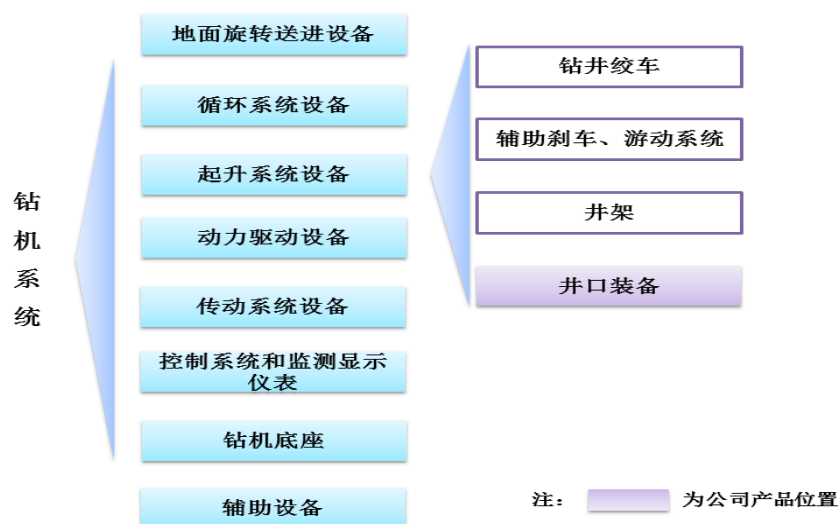 钻机系统
地面旋转送进设备
循环系统设备
起升系统设备
动力驱动设备
传动系统设备
控制系统和监测显示
仪表
钻机底座
辅助设备
钻井绞车
辅助刹车、游动系统
井架
井口装备
注： 为公司产品位置